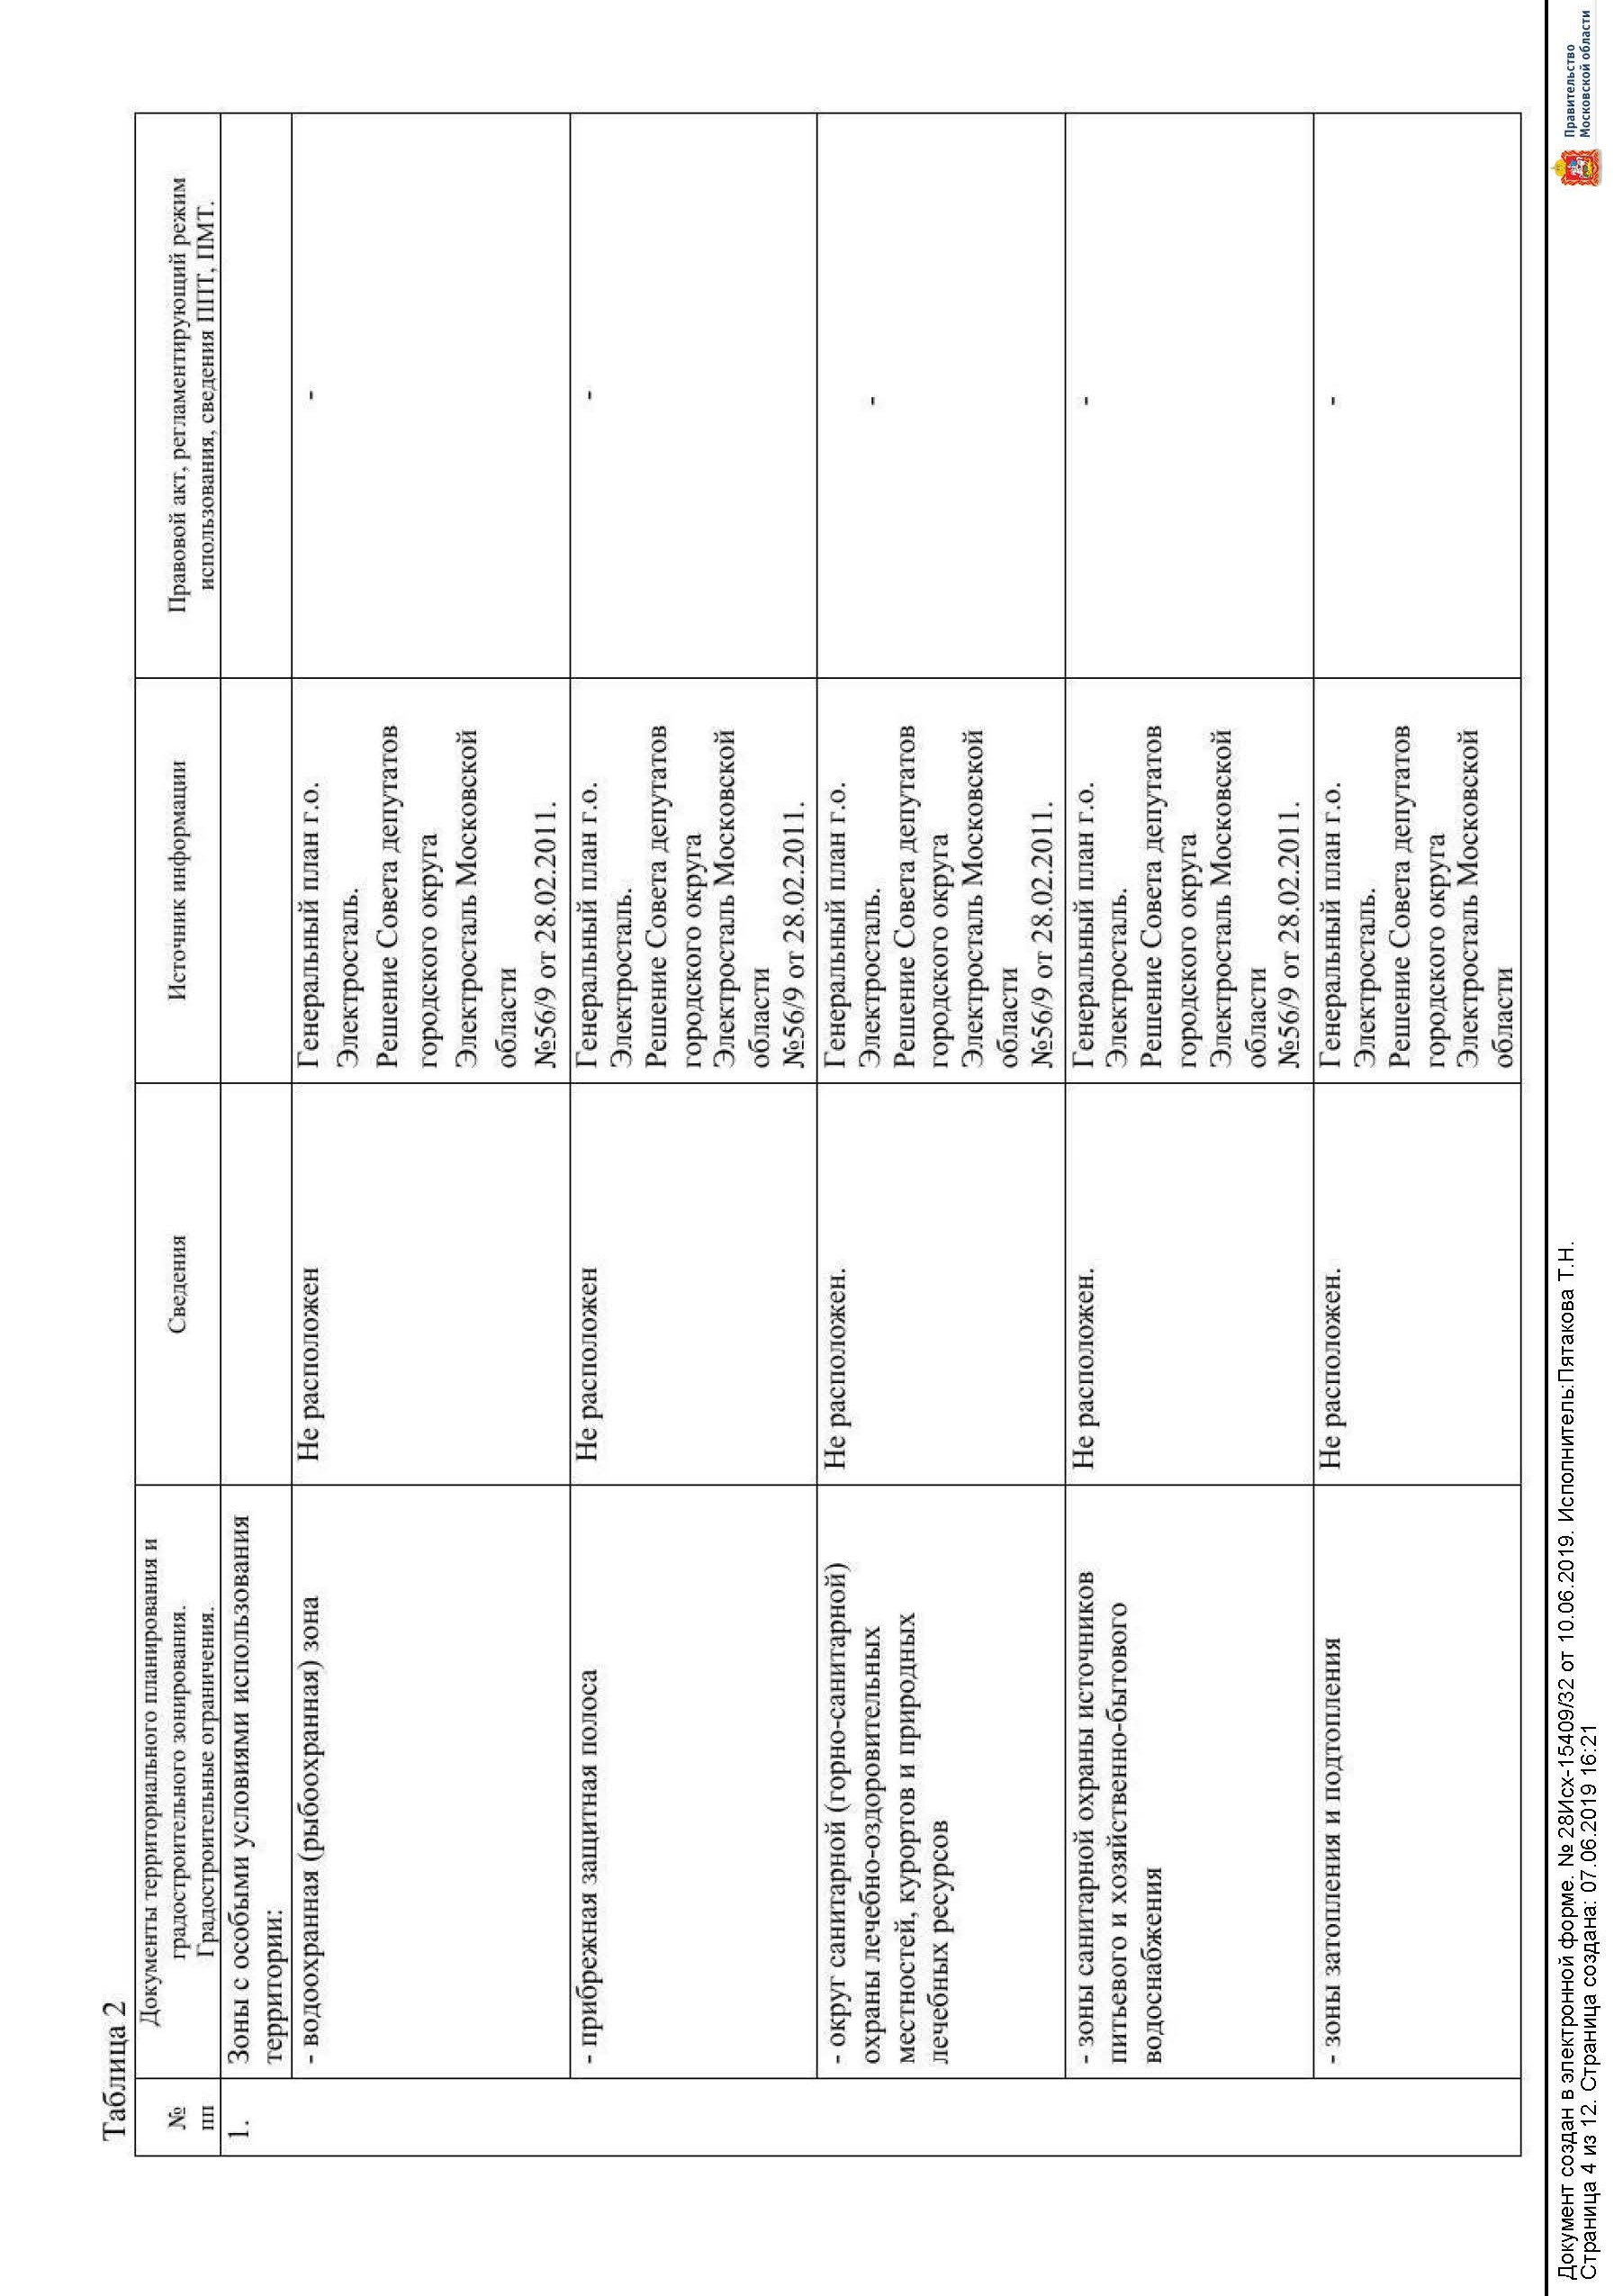 Таблица 2
№
пп
Документы территориального планирования и
градостроительного зонирования.
Градостроительные ограничения.
Сведения
Источник информации
Правовой акт, регламентирующий режим
использования, сведения ППТ, ПМТ.
1.
Зоны с особыми условиями использования
территории:
- водоохранная (рыбоохранная) зона
Не расположен
Генеральный план г.о.
Электросталь.
Решение Совета депутатов
городского округа
Электросталь Московской
области
№56/9 от 28.02.2011.
-
- прибрежная защитная полоса
Не расположен
Генеральный план г.о.
Электросталь.
Решение Совета депутатов
городского округа
Электросталь Московской
области
№56/9 от 28.02.2011.
-
- округ санитарной (горно-санитарной)
охраны лечебно-оздоровительных
местностей, курортов и природных
лечебных ресурсов
Не расположен.
Генеральный план г.о.
Электросталь.
Решение Совета депутатов
городского округа
Электросталь Московской
области
№56/9 от 28.02.2011.
-
- зоны санитарной охраны источников
питьевого и хозяйственно-бытового
водоснабжения
Не расположен.
Генеральный план г.о.
Электросталь.
Решение Совета депутатов
городского округа
Электросталь Московской
области
№56/9 от 28.02.2011.
-
- зоны затопления и подтопления
Не расположен.
Генеральный план г.о.
Электросталь.
Решение Совета депутатов
городского округа
Электросталь Московской
области
-
Документ создан в электронной форме. № 28Исх-15409/32 от 10.06.2019. Исполнитель:Пятакова Т.Н.
Страница 4 из 12. Страница создана: 07.06.2019 16:21
Правительство
Московской области